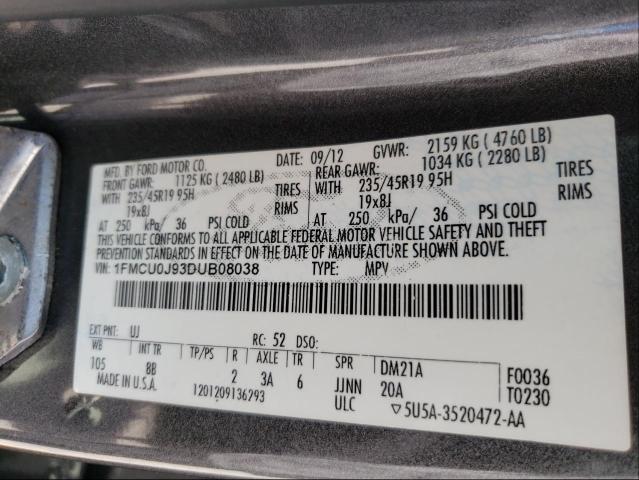 MFD. BY FORD MOTOR CO.
DATE: 09/12 GVWR: 2159 KG ( 4760 LB)
FRONT GAWR: 1125 KG ( 2480 LB)
REAR GAWR: 1034 KG ( 2280 LB)
WITH 235/45R19 95H TIRES
WITH 235/45R19 95H TIRES
19x8J RIMS
19x8J RIMS
AT 250 kPa/ 36 PSI COLD
AT 250 kPa/ 36 PSI COLD
THIS VEHICLE CONFORMS TO ALL APPLICABLE FEDERAL MOTOR VEHICLE SAFETY AND THEFT
PREVENTION STANDARDS IN EFFECT ON THE DATE OF MANUFACTURE SHOWN ABOVE.
VIN: 1FMCU0J93DUB08038 TYPE: MPV
EXT PNT: UJ RC: 52 DSO:
WB INT TR TP/PS R AXLE TR SPR DM21A F0036
105 8B 2 3A 6 JJNN 20A T0230
MADE IN U.S.A. 1201209136293 ULC ▽5U5A-3520472-AA